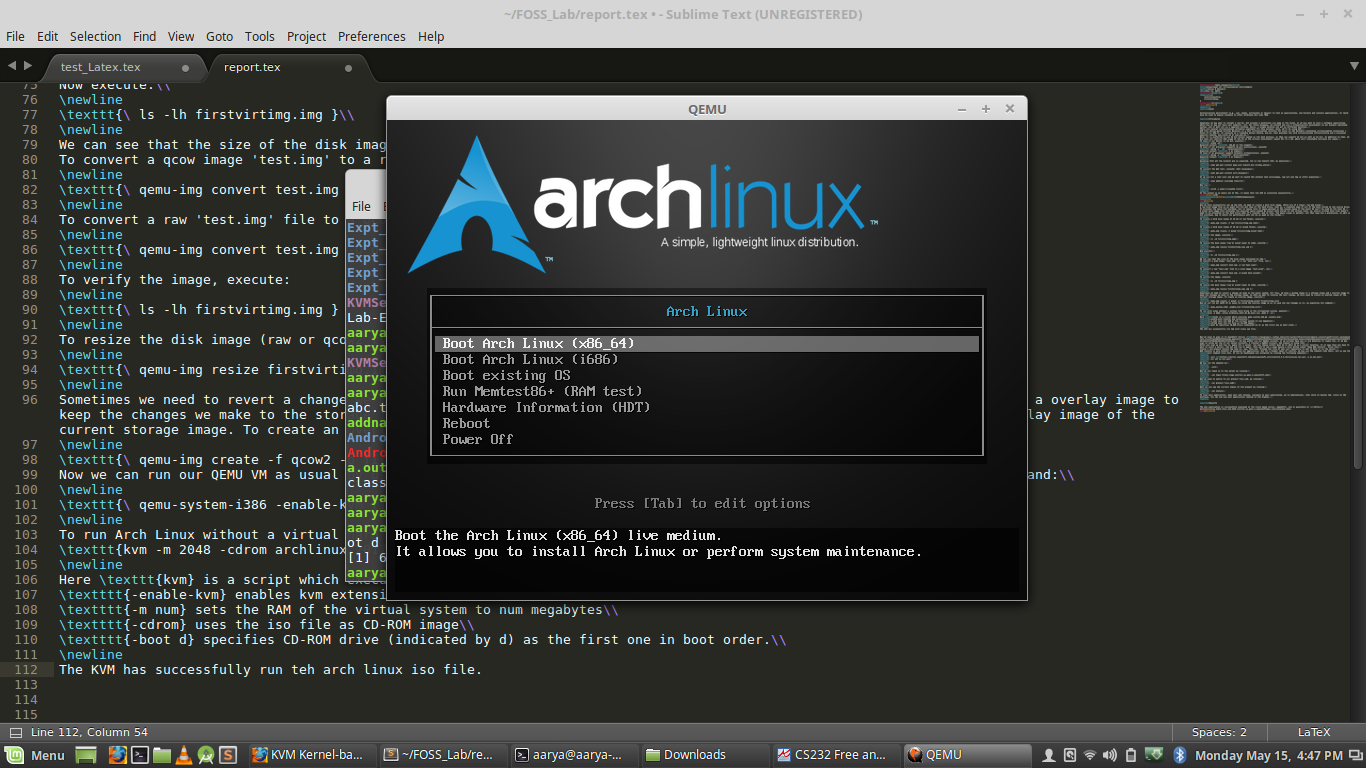 ~/FOSS_Lab/report.tex • - Sublime Text (UNREGISTERED)
File Edit Selection Find View Goto Tools Project Preferences Help
test_Latex.tex
report.tex
75 Now execute:\\
76 \newline
77 \texttt{\ ls -lh firstvirtimg.img }\\
78 \newline
79 We can see that the size of the disk imag
80 To convert a qcow image 'test.img' to a r
81 \newline
82 \texttt{\ qemu-img convert test.img
83 \newline
84 To convert a raw 'test.img' file to
85 \newline
86 \texttt{\ qemu-img convert test.img
87 \newline
88 To verify the image, execute:
89 \newline
90 \texttt{\ ls -lh firstvirtimg.img }
91 \newline
92 To resize the disk image (raw or qco
93 \newline
94 \texttt{\ qemu-img resize firstvirti
95 \newline
96 Sometimes we need to revert a change
a overlay image to
keep the changes we make to the stor
lay image of the
current storage image. To create an
97 \newline
98 \texttt{\ qemu-img create -f qcow2 -
99 Now we can run our QEMU VM as usual
and:\\
100 \newline
101 \texttt{\ qemu-system-i386 -enable-k
102 \newline
103 To run Arch Linux without a virtual
104 \texttt{kvm -m 2048 -cdrom archlinux
105 \newline
106 Here \texttt{kvm} is a script which
107 \textttt{-enable-kvm} enables kvm extensi
108 \textttt{-m num} sets the RAM of the virtual system to num megabytes\\
109 \textttt{-cdrom} uses the iso file as CD-ROM image\\
110 \textttt{-boot d} specifies CD-ROM drive (indicated by d) as the first one in boot order.\\
111 \newline
112 The KVM has successfully run teh arch linux iso file.
113
114
115
File
Expt_
Expt_
Expt_
Expt_
Expt_
KVMSe
Lab-E
aarya
aarya
KVMSe
aarya
aarya
abc.t
addna
Andro
Andro
a.out
class
aarya
aarya
aarya
ot d
[1] 6
aarya
QEMU
archlinux™
A simple, lightweight linux distribution.
™
Arch Linux
Boot Arch Linux (x86_64)
Boot Arch Linux (i686)
Boot existing OS
Run Memtest86+ (RAM test)
Hardware Information (HDT)
Reboot
Power Off
Press [Tab] to edit options
Boot the Arch Linux (x86_64) live medium.
It allows you to install Arch Linux or perform system maintenance.
Line 112, Column 54
Spaces: 2
LaTeX
Menu
KVM Kernel-ba...
~/FOSS_Lab/re...
aarya@aarya-...
Downloads
CS232 Free an...
QEMU
Monday May 15, 4:47 PM